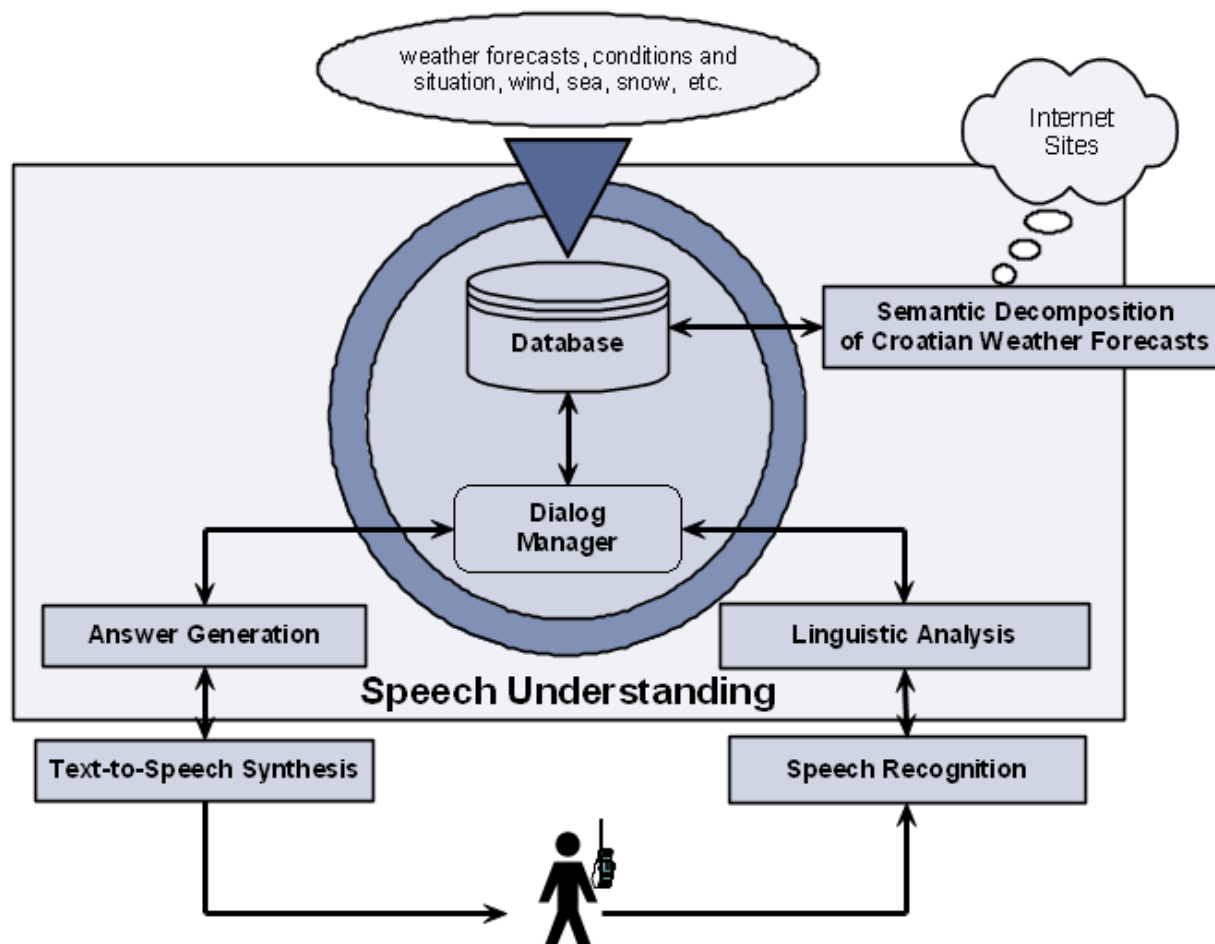 weather forecasts, conditions and
situation, wind, sea, snow, etc.
Internet
Sites
Semantic Decomposition
of Croatian Weather Forecasts
Database
Dialog
Manager
Answer Generation
Linguistic Analysis
Speech Understanding
Text-to-Speech Synthesis
Speech Recognition